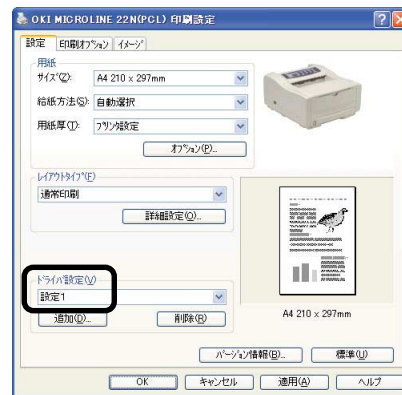 OKI MICROLINE 22N(PCL) 印刷設定
設定 印刷ｵﾌﾟｼｮﾝ ｲﾒｰｼﾞ
用紙
ｻｲｽﾞ(Z): A4 210 x 297mm
給紙方法(S): 自動選択
用紙厚(T): ﾌﾟﾘﾝﾀ設定
ｵﾌﾟｼｮﾝ(P)...
ﾚｲｱｳﾄﾀｲﾌﾟ(F)
通常印刷
詳細設定(O)...
ﾄﾞﾗｲﾊﾞ設定(V)
設定1
追加(D)... 削除(R)
A4 210 x 297mm
ﾊﾞｰｼﾞｮﾝ情報(B)... 標準(U)
OK キャンセル 適用(A) ヘルプ